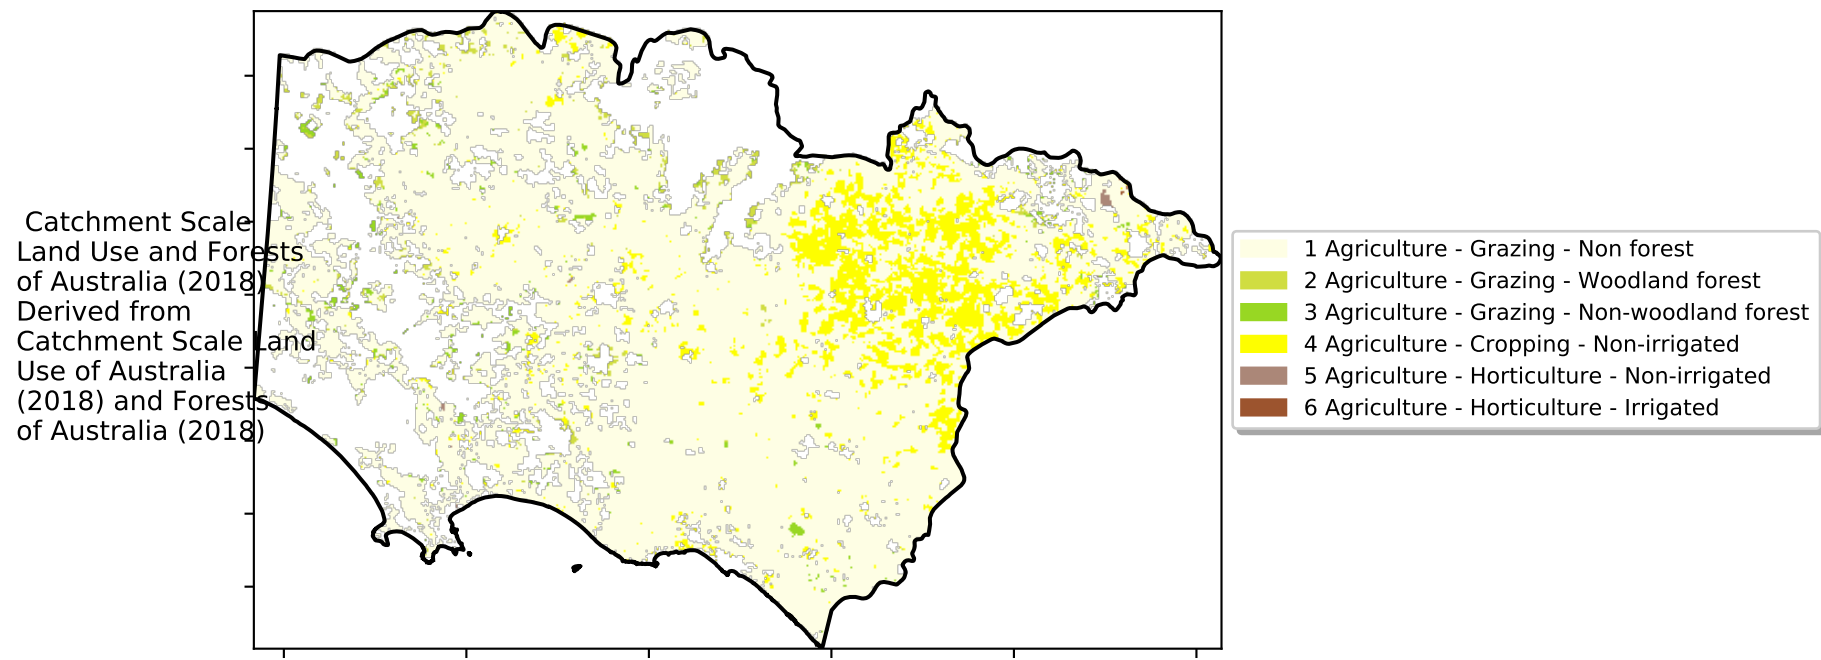 Catchment Scale
Land Use and Forests
of Australia (2018)
Derived from
Catchment Scale Land
Use of Australia
(2018) and Forests
of Australia (2018)
1 Agriculture - Grazing - Non forest
2 Agriculture - Grazing - Woodland forest
3 Agriculture - Grazing - Non-woodland forest
4 Agriculture - Cropping - Non-irrigated
5 Agriculture - Horticulture - Non-irrigated
6 Agriculture - Horticulture - Irrigated